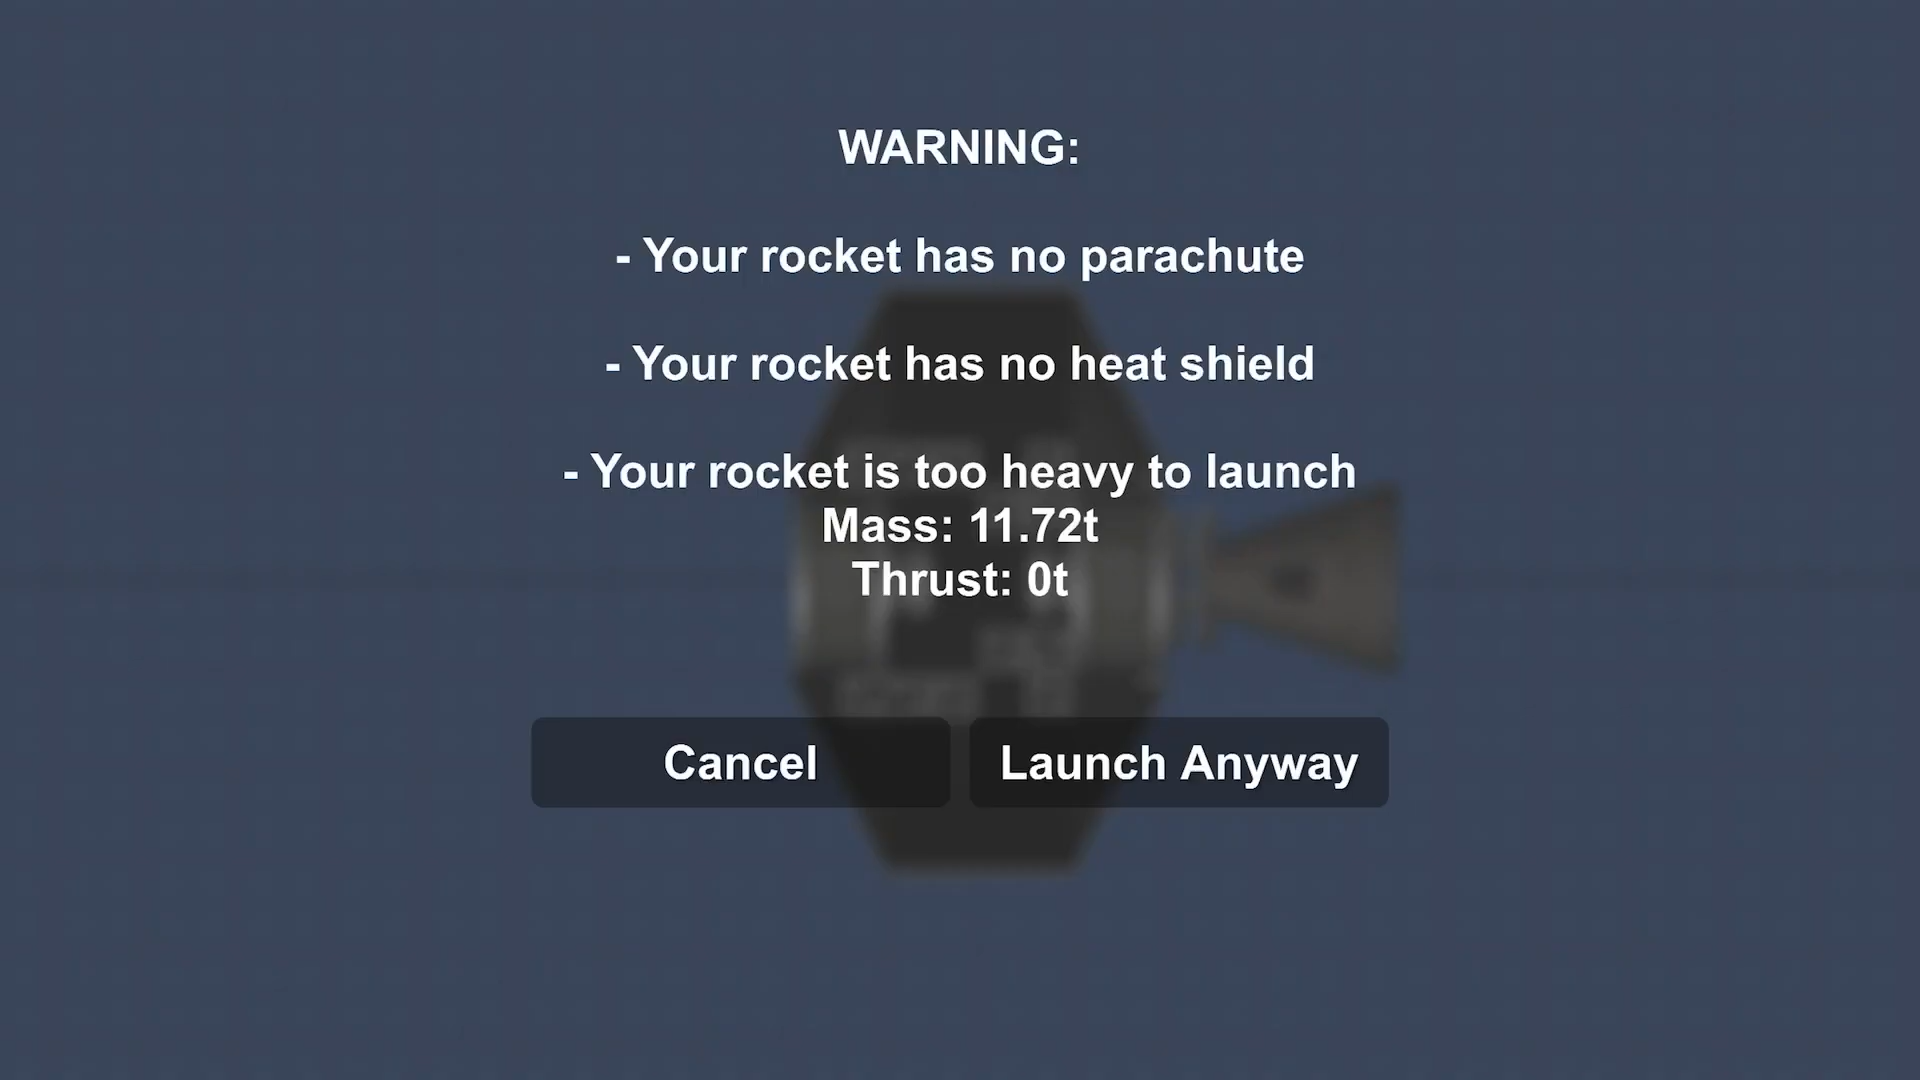 WARNING:
- Your rocket has no parachute
- Your rocket has no heat shield
- Your rocket is too heavy to launch
Mass: 11.72t
Thrust: 0t
Cancel
Launch Anyway